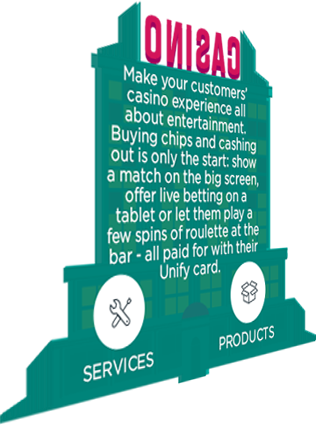 CASINO
Make your customers'
casino experience all
about entertainment.
Buying chips and cashing
out is only the start: show
a match on the big screen,
offer live betting on a
tablet or let them play a
few spins of roulette at the
bar - all paid for with their
Unify card.
SERVICES
PRODUCTS